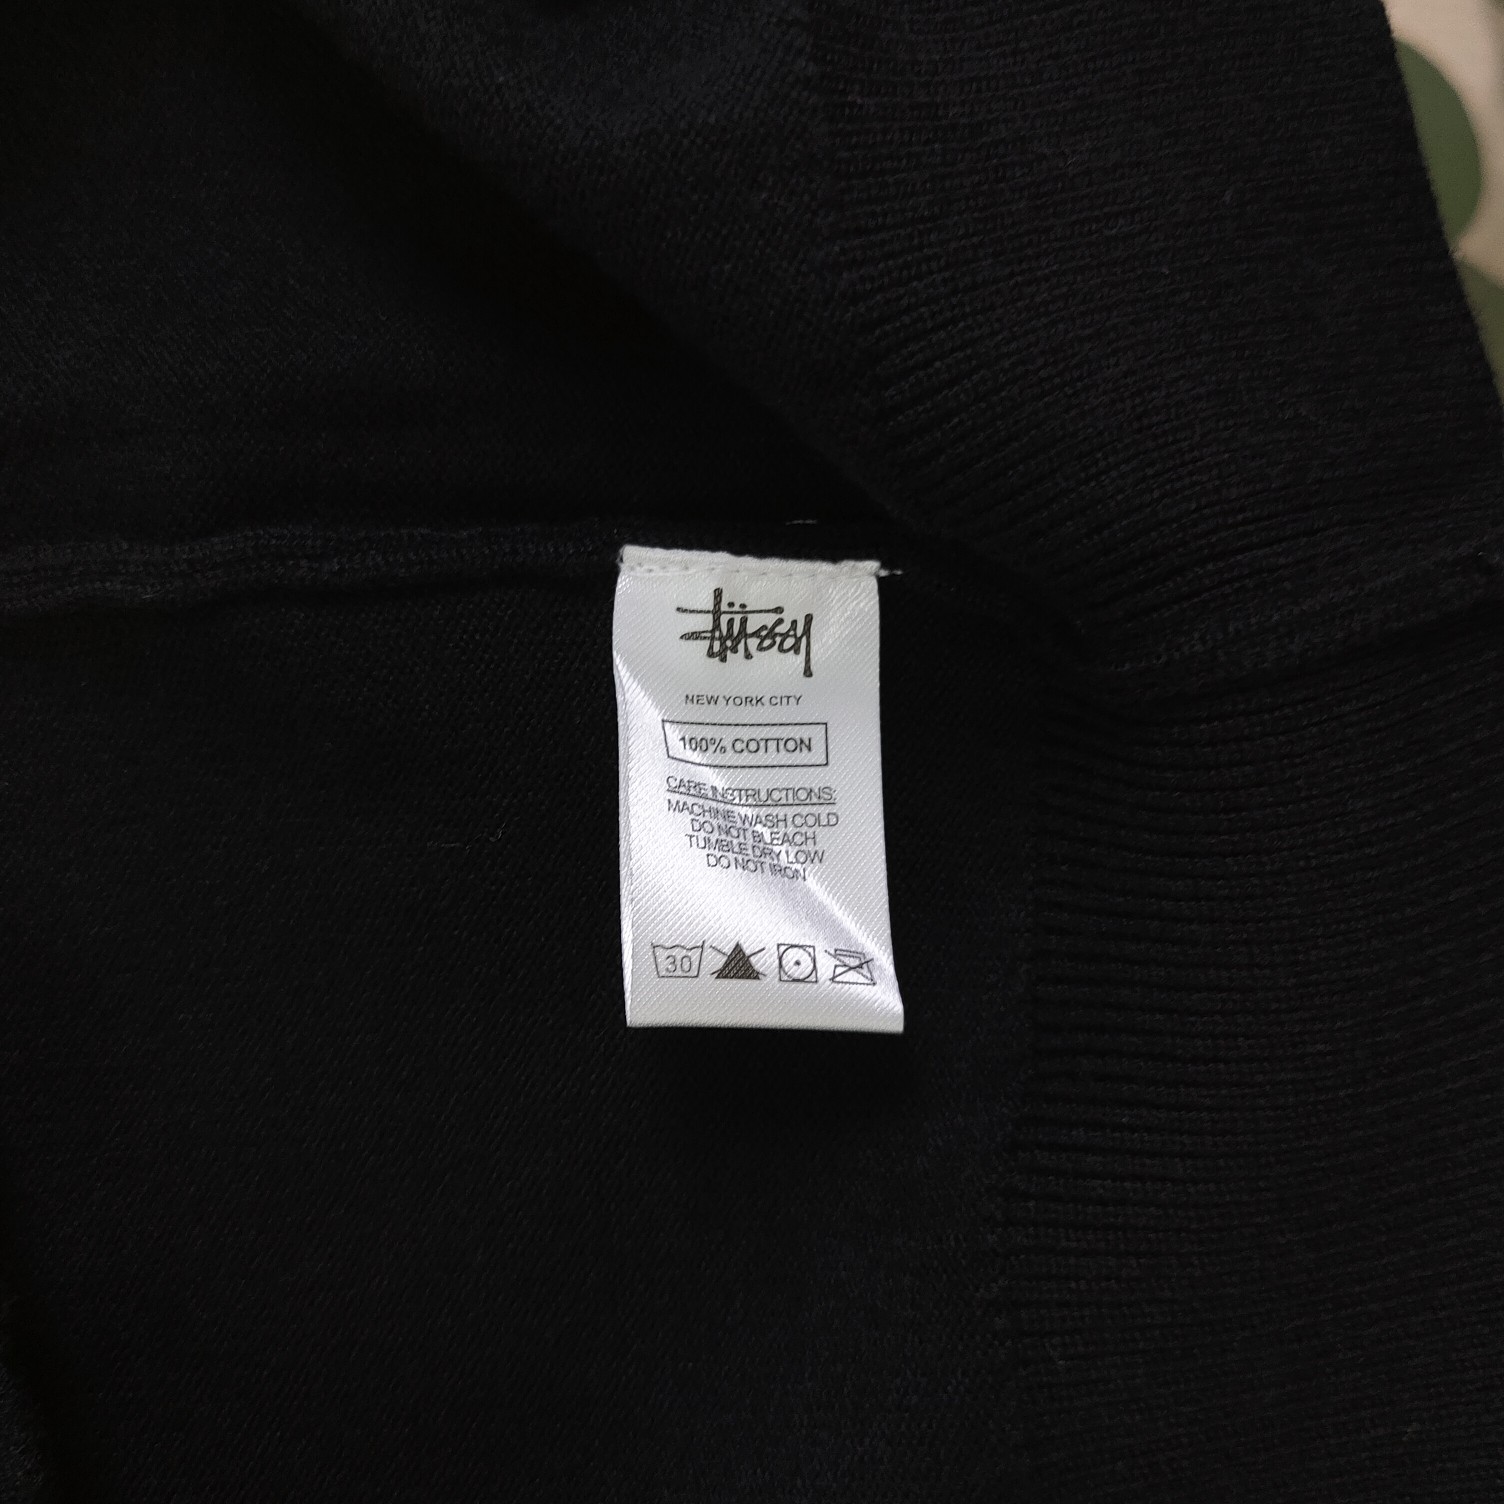 Stüssy
NEW YORK CITY
100% COTTON
CARE INSTRUCTIONS:
MACHINE WASH COLD
DO NOT BLEACH
TUMBLE DRY LOW
DO NOT IRON
30